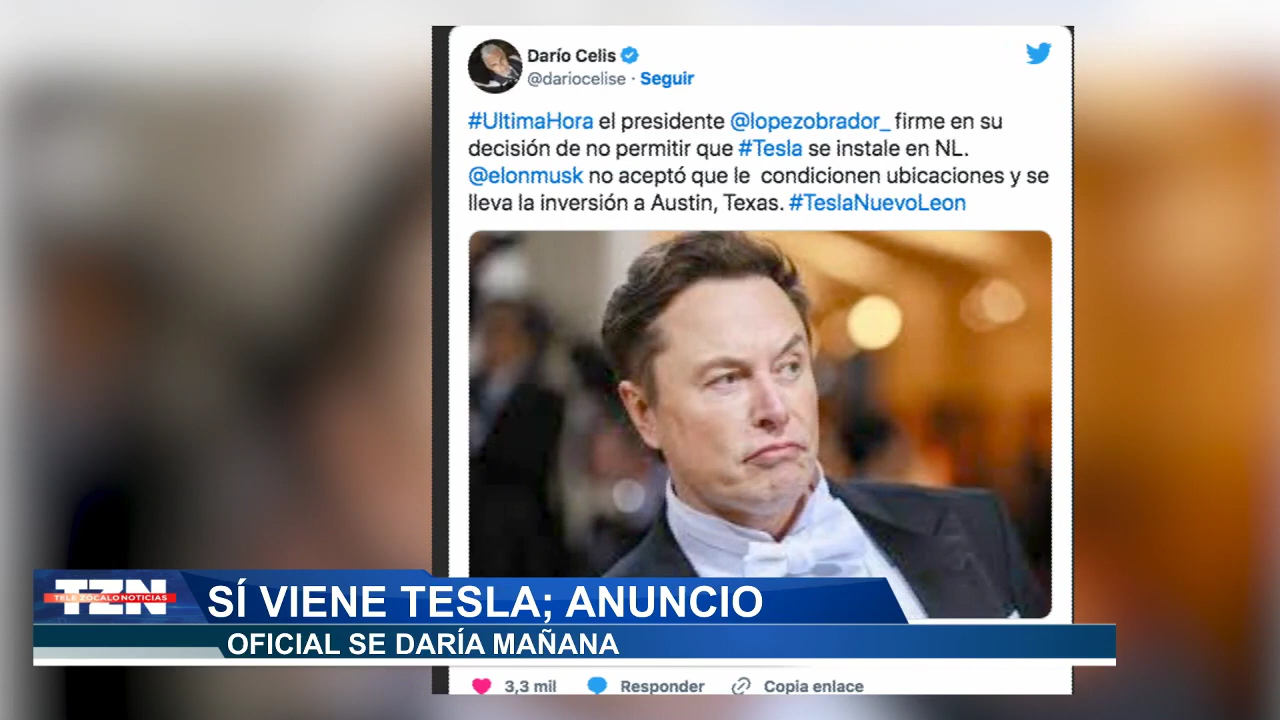 Darío Celis
@dariocelise · Seguir
#UltimaHora el presidente @lopezobrador_ firme en su
decisión de no permitir que #Tesla se instale en NL.
@elonmusk no aceptó que le condicionen ubicaciones y se
lleva la inversión a Austin, Texas. #TeslaNuevoLeon
TZN
TELE ZÓCALO NOTICIAS
SÍ VIENE TESLA; ANUNCIO
OFICIAL SE DARÍA MAÑANA
3,3 mil Responder Copia enlace